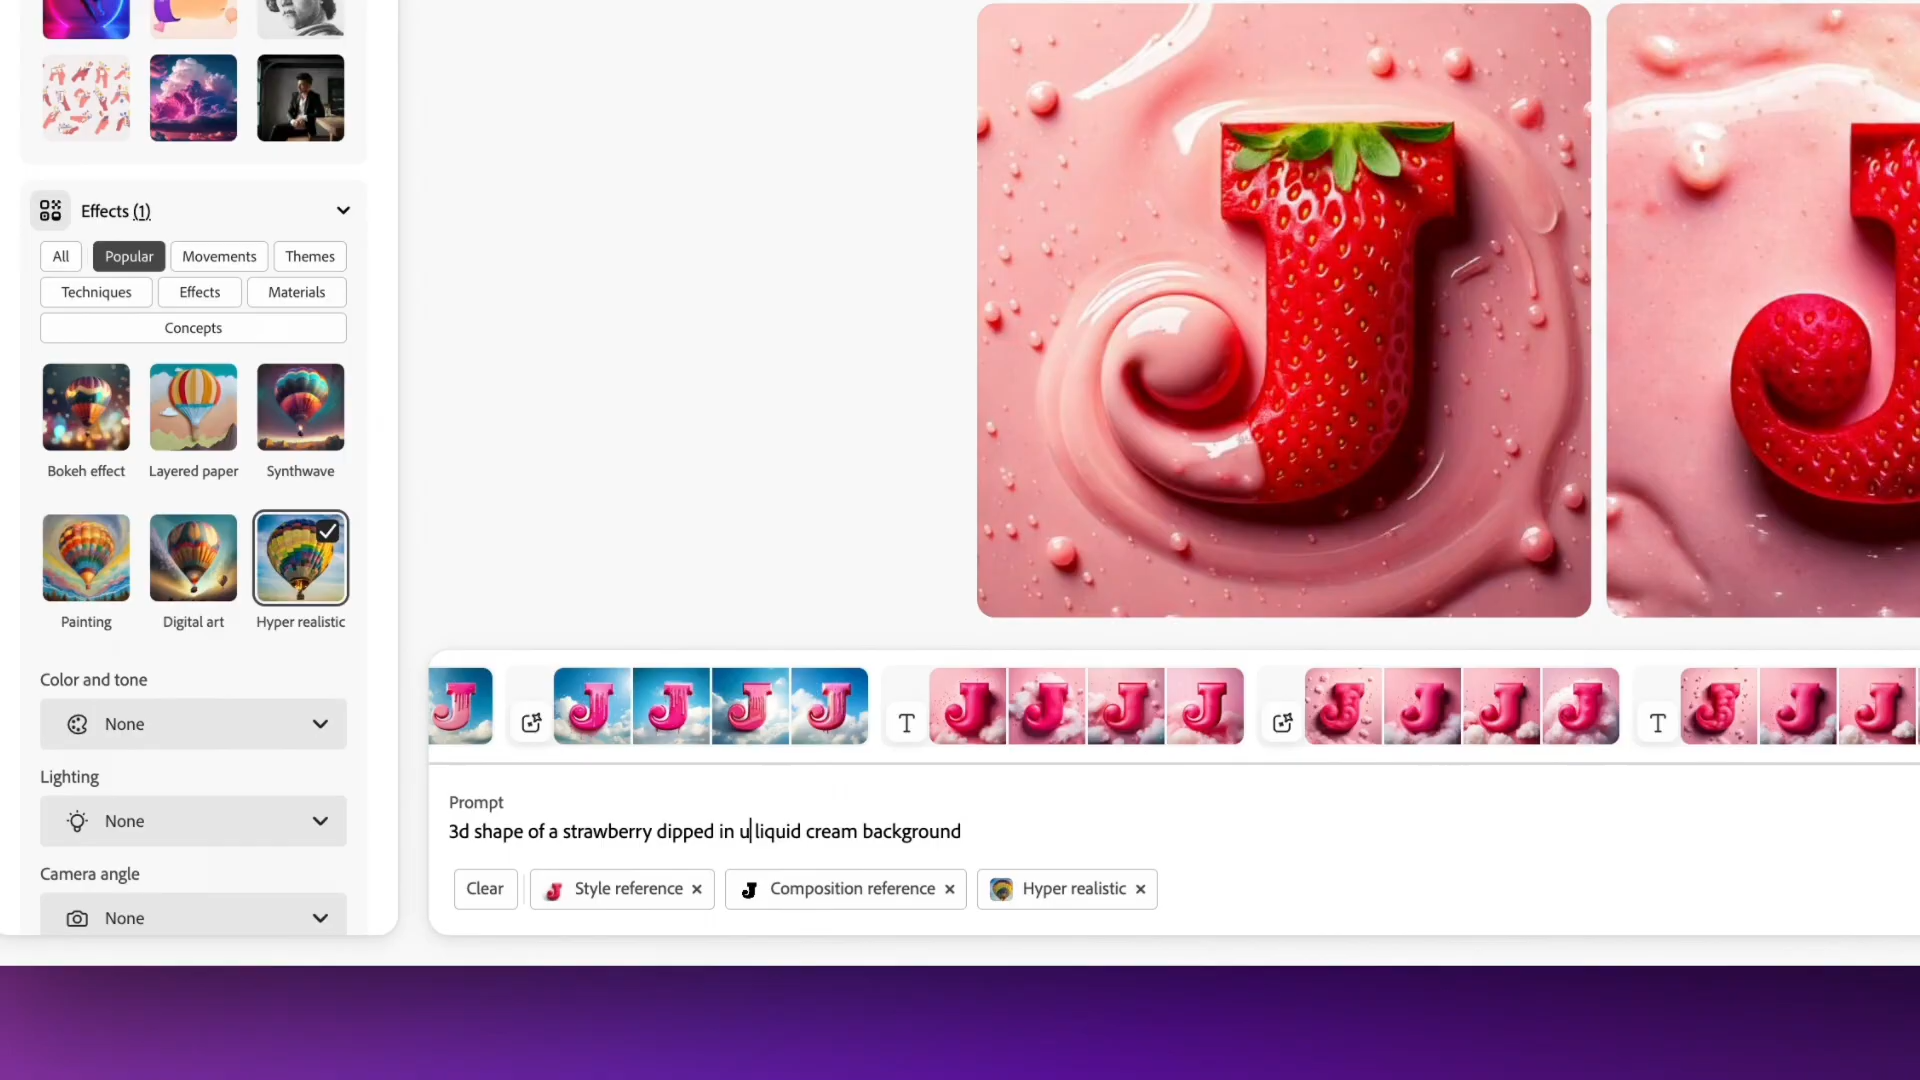 Effects (1)
All
Popular
Movements
Themes
Techniques
Effects
Materials
Concepts
Bokeh effect
Layered paper
Synthwave
Painting
Digital art
Hyper realistic
Color and tone
None
Lighting
None
Camera angle
None
T
T
Prompt
3d shape of a strawberry dipped in u liquid cream background
Clear
Style reference
Composition reference
Hyper realistic